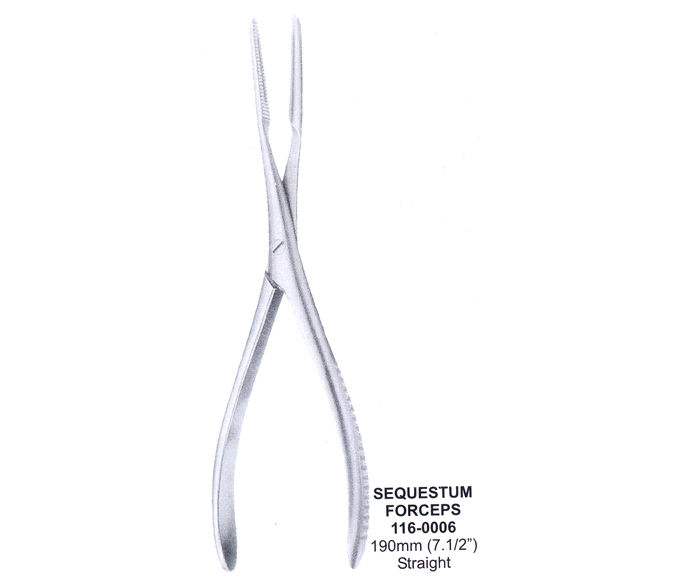 SEQUESTUM
FORCEPS
116-0006
190mm (7.1/2”)
Straight